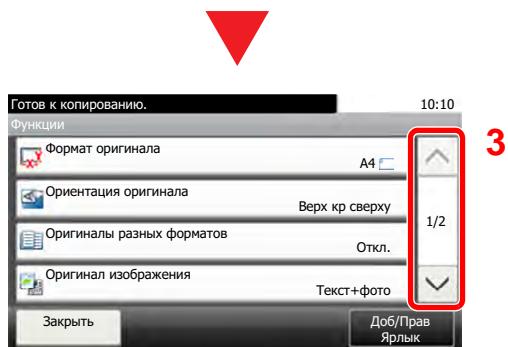 Готов к копированию. 10:10
Функции
Формат оригинала
A4
Ориентация оригинала
Верх кр сверху
Оригиналы разных форматов
Откл.
Оригинал изображения
Текст+фото
1/2
3
Закрыть
Доб/Прав
Ярлык